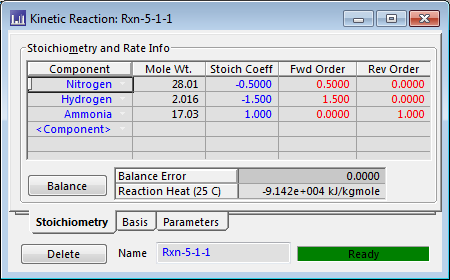 Kinetic Reaction: Rxn-5-1-1
Stoichiometry and Rate Info
Component Mole Wt. Stoich Coeff Fwd Order Rev Order
Nitrogen 28.01 -0.5000 0.5000 0.0000
Hydrogen 2.016 -1.500 1.500 0.0000
Ammonia 17.03 1.000 0.0000 1.000
<Component>
Balance
Balance Error 0.0000
Reaction Heat (25 C) -9.142e+004 kJ/kgmole
Stoichiometry Basis Parameters
Delete Name Rxn-5-1-1 Ready